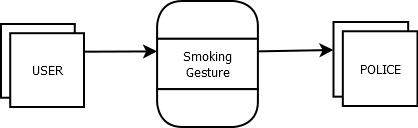 USER
Smoking
Gesture
POLICE